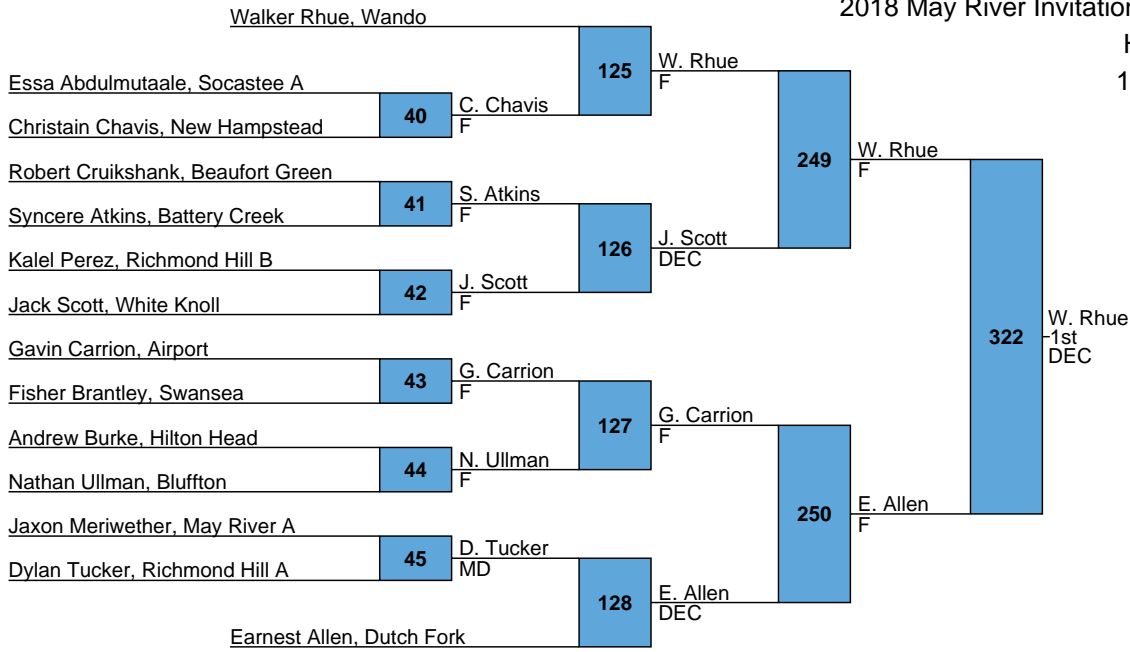 2018 May River Invitation
H
1
Walker Rhue, Wando
125
W. Rhue
F
Essa Abdulmutaale, Socastee A
40
C. Chavis
F
Christain Chavis, New Hampstead
249
W. Rhue
F
Robert Cruikshank, Beaufort Green
41
S. Atkins
F
Syncere Atkins, Battery Creek
126
J. Scott
DEC
Kalel Perez, Richmond Hill B
42
J. Scott
F
Jack Scott, White Knoll
322
W. Rhue
1st
DEC
Gavin Carrion, Airport
43
G. Carrion
F
Fisher Brantley, Swansea
127
G. Carrion
F
Andrew Burke, Hilton Head
44
N. Ullman
F
Nathan Ullman, Bluffton
250
E. Allen
F
Jaxon Meriwether, May River A
45
D. Tucker
MD
Dylan Tucker, Richmond Hill A
128
E. Allen
DEC
Earnest Allen, Dutch Fork